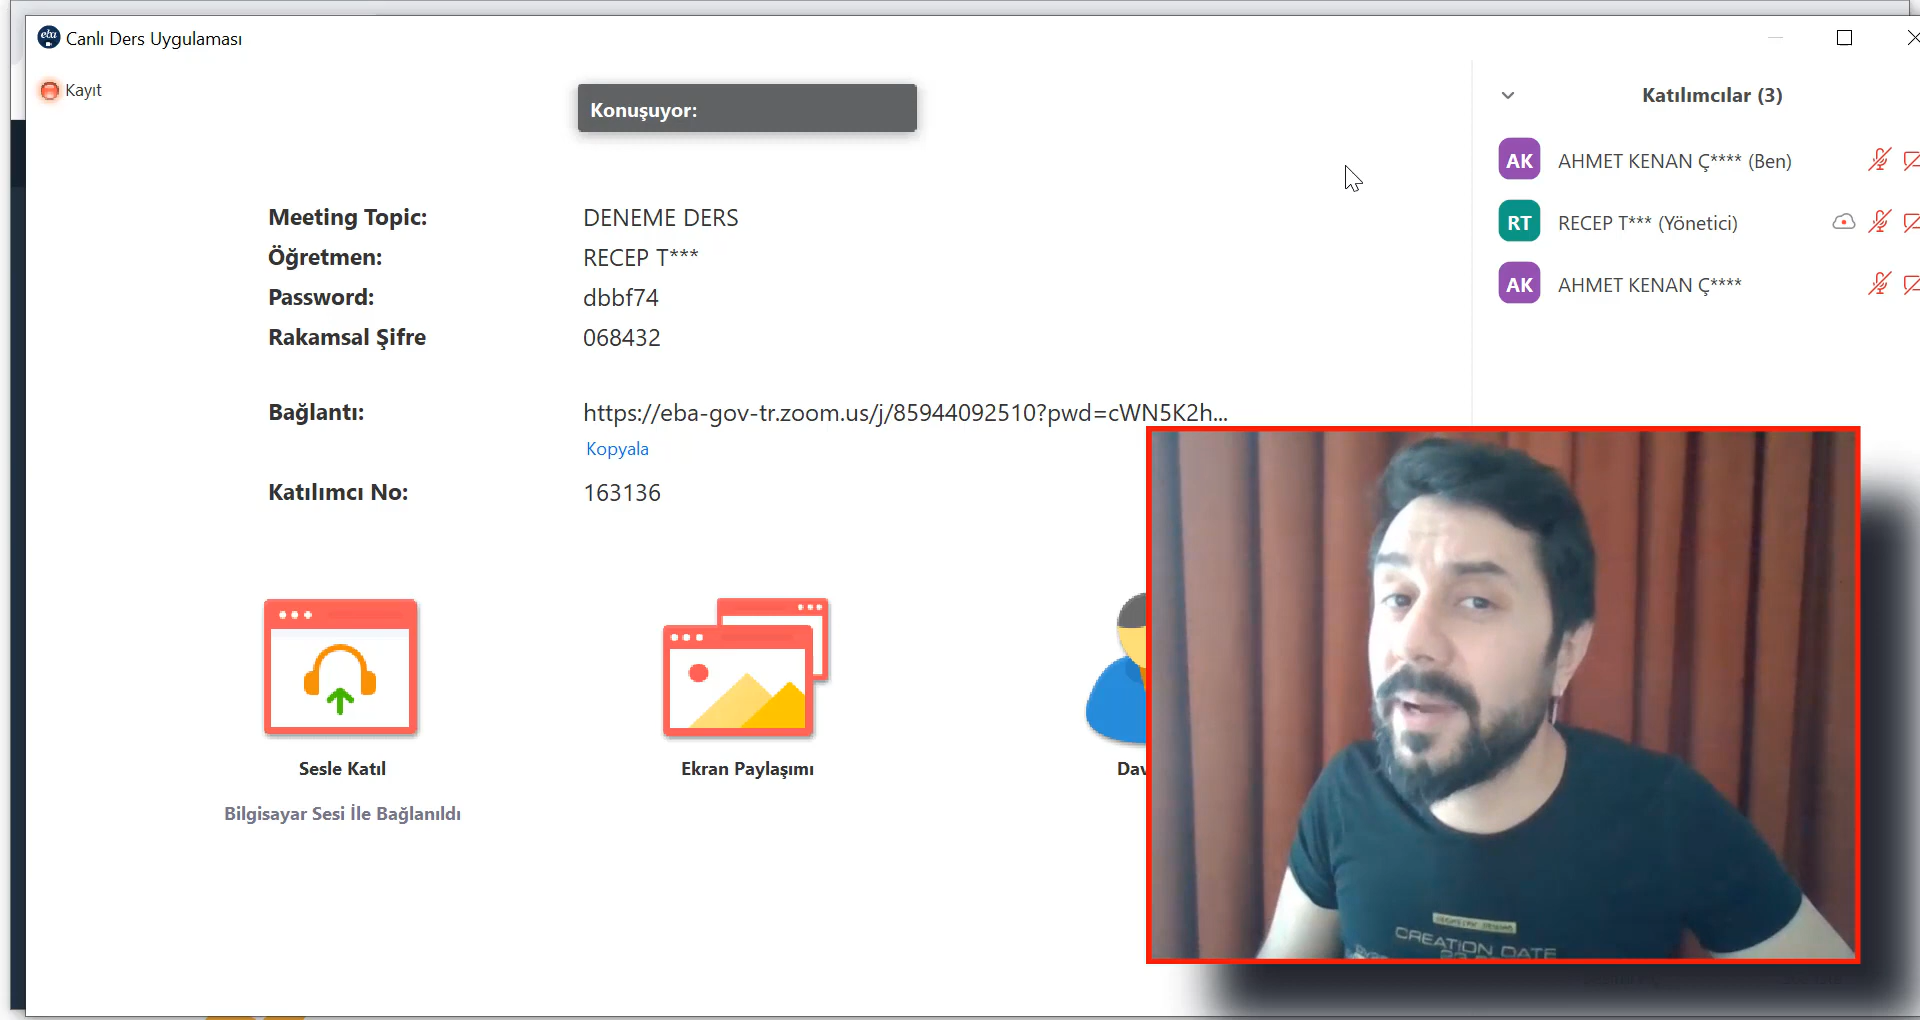 eba Canlı Ders Uygulaması
Kayıt
Konuşuyor:
Meeting Topic: DENEME DERS
Öğretmen: RECEP T***
Password: dbbf74
Rakamsal Şifre 068432
Bağlantı: https://eba-gov-tr.zoom.us/j/85944092510?pwd=cWN5K2h...
Kopyala
Katılımcı No: 163136
Sesle Katıl
Bilgisayar Sesi İle Bağlanıldı
Ekran Paylaşımı
Dav
Katılımcılar (3)
AK AHMET KENAN Ç**** (Ben)
RT RECEP T*** (Yönetici)
AK AHMET KENAN Ç****
CREATION DATE